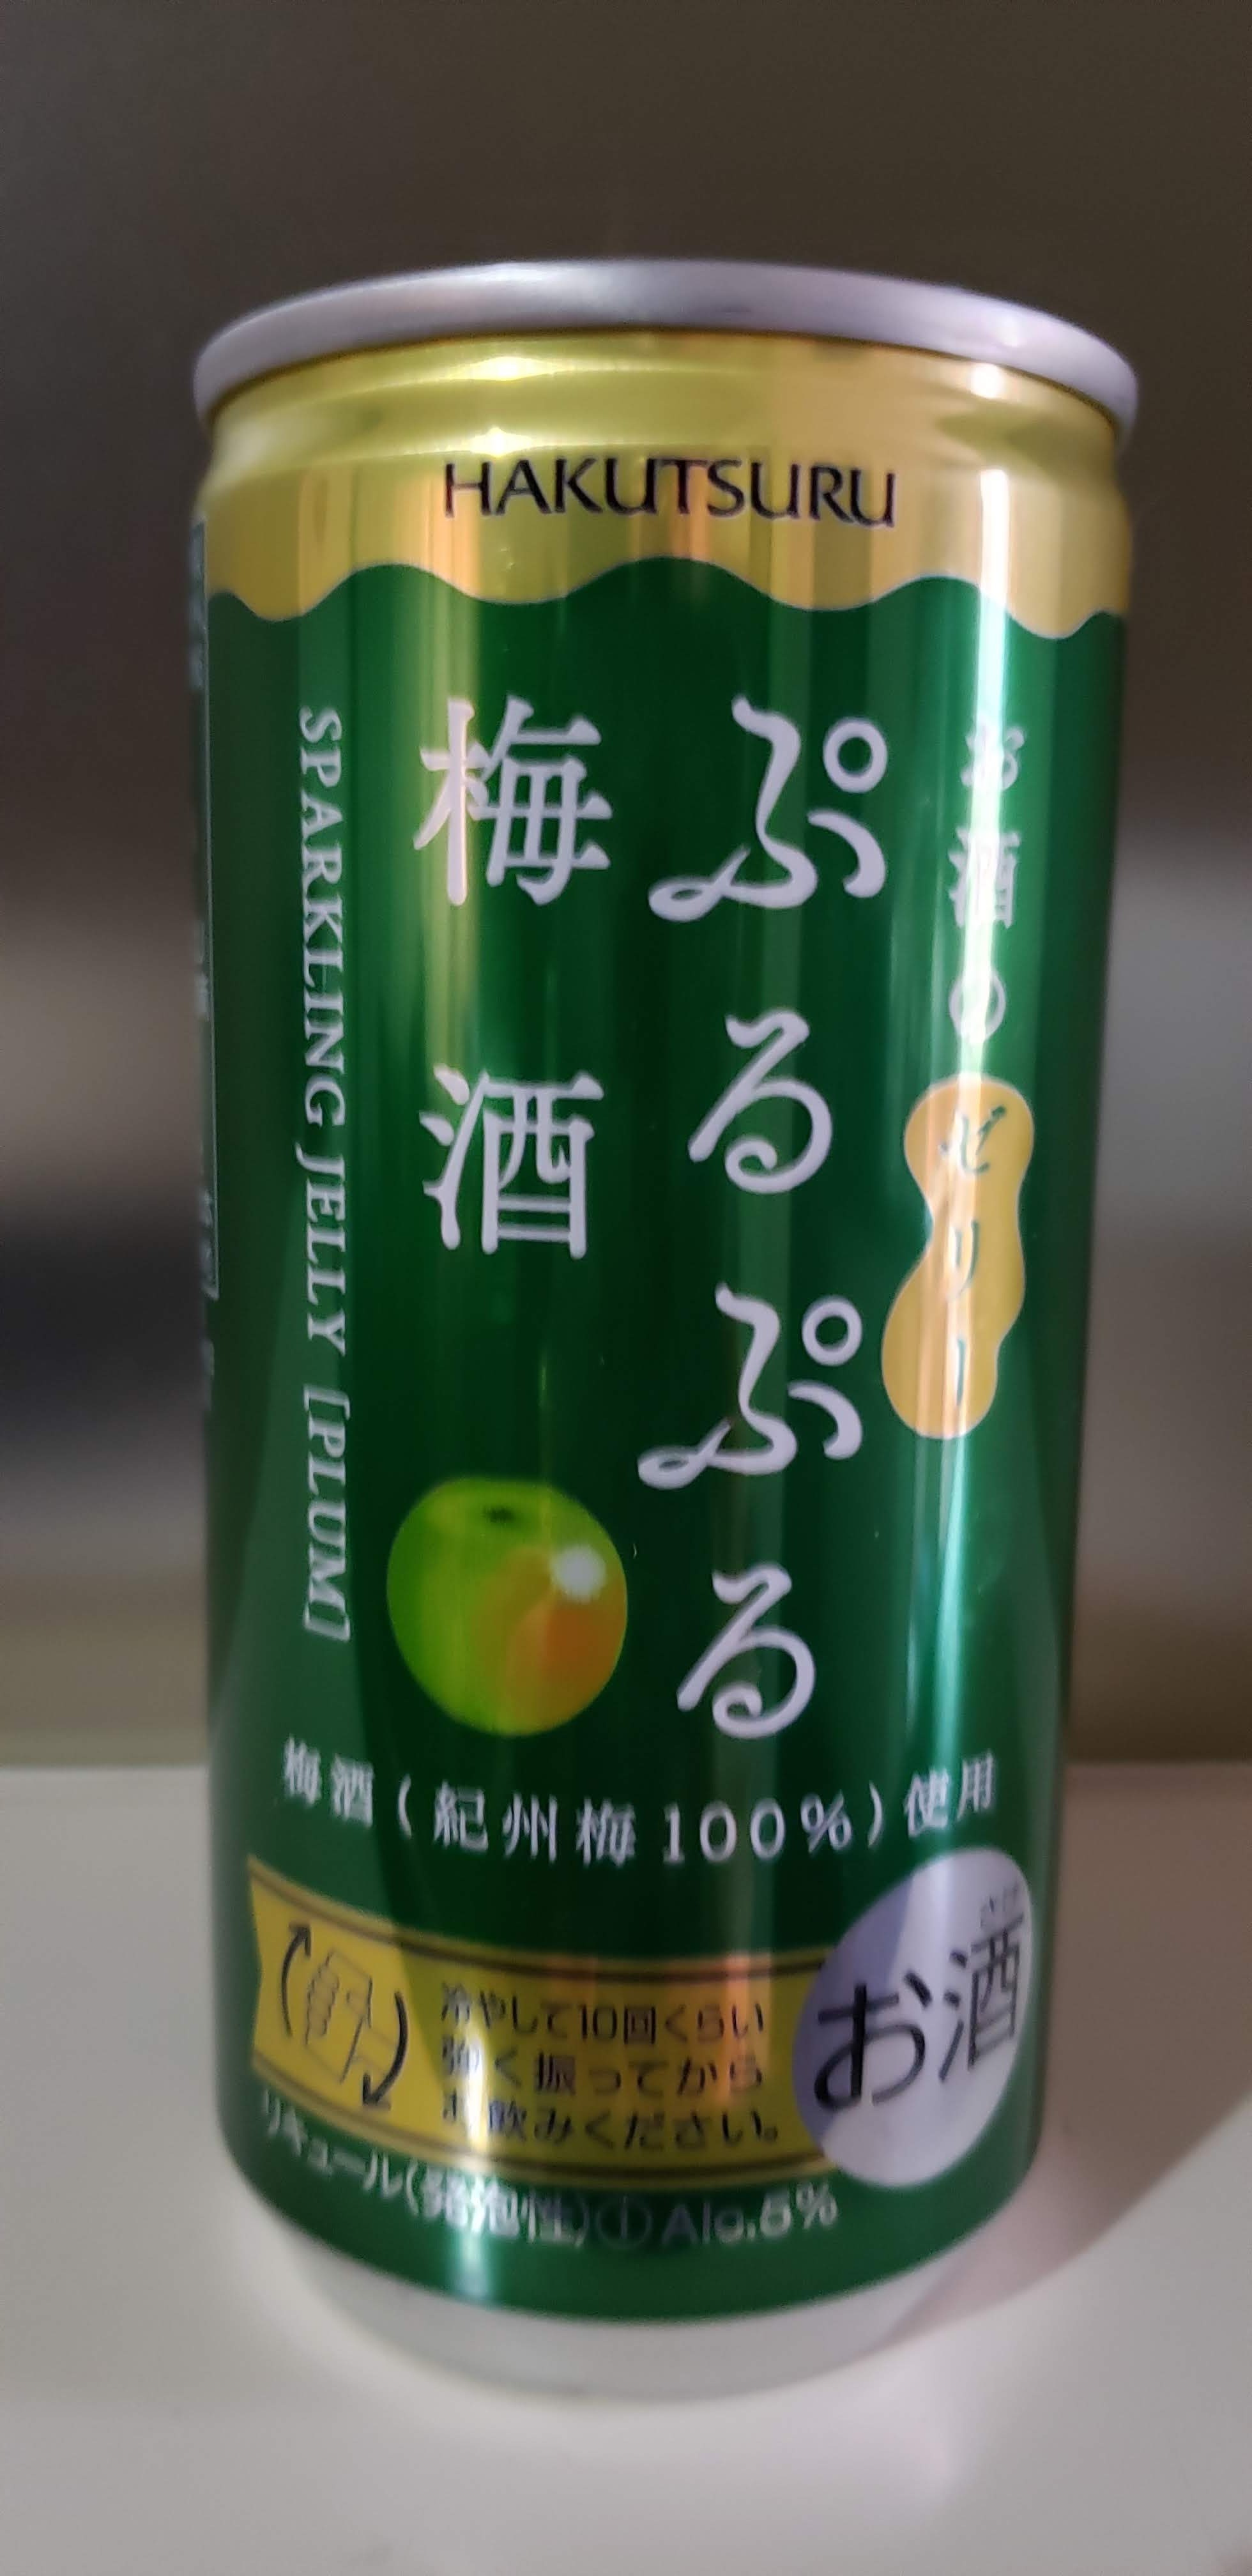 HAKUTSURU
お酒の
ゼリー
ぷるぷる
梅酒
SPARKLING JELLY [PLUM]
梅酒(紀州梅100%)使用
冷やして10回くらい
強く振ってから
お飲みください。
さけ
お酒
リキュール(発泡性)① Alc.5%